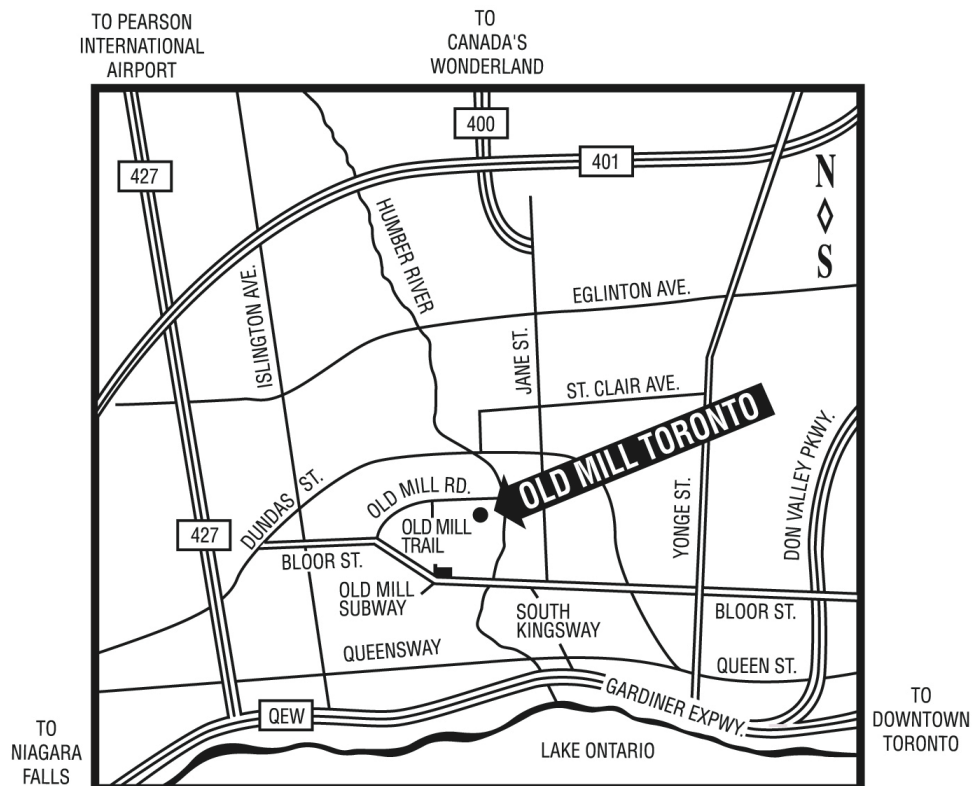 TO PEARSON
INTERNATIONAL
AIRPORT
TO
CANADA'S
WONDERLAND
400
401
427
N
S
HUMBER RIVER
EGLINTON AVE.
ISLINGTON AVE.
JANE ST.
ST. CLAIR AVE.
OLD MILL TORONTO
DON VALLEY PKWY.
YONGE ST.
DUNDAS ST.
OLD MILL RD.
427
OLD MILL
TRAIL
BLOOR ST.
OLD MILL
SUBWAY
SOUTH
KINGSWAY
BLOOR ST.
QUEENSWAY
QUEEN ST.
GARDINER EXPWY.
QEW
LAKE ONTARIO
TO
NIAGARA
FALLS
TO
DOWNTOWN
TORONTO